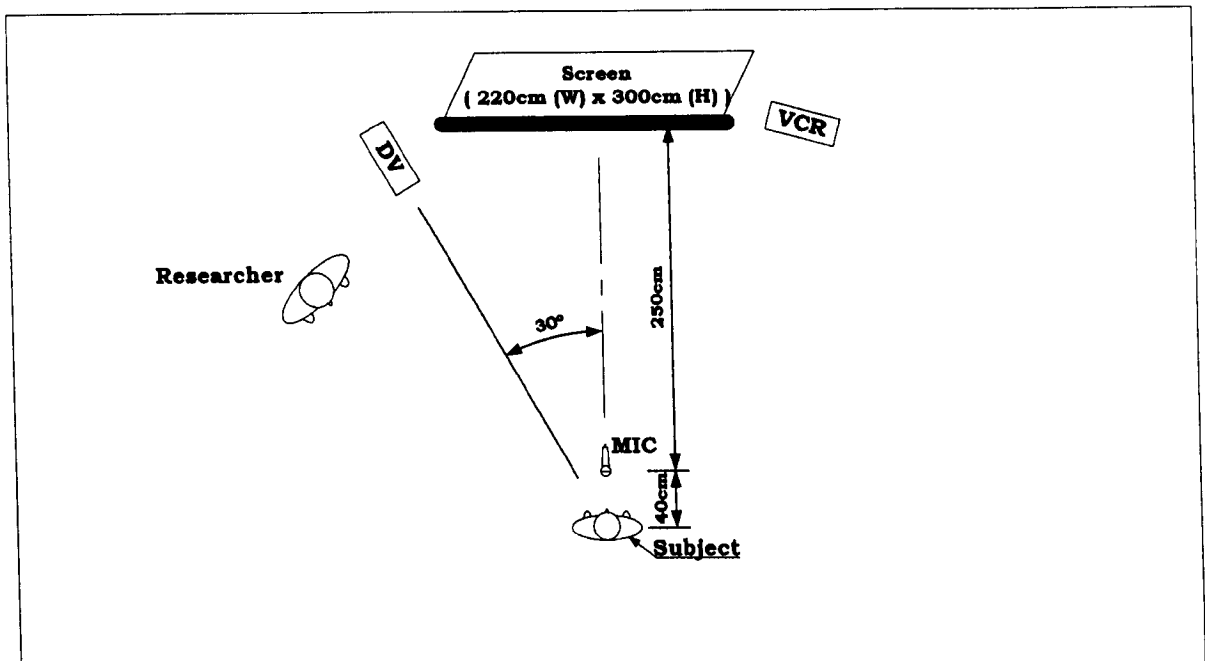 Screen
( 220cm (W) x 300cm (H) )
VCR
DV
Researcher
250cm
30°
MIC
40cm
Subject